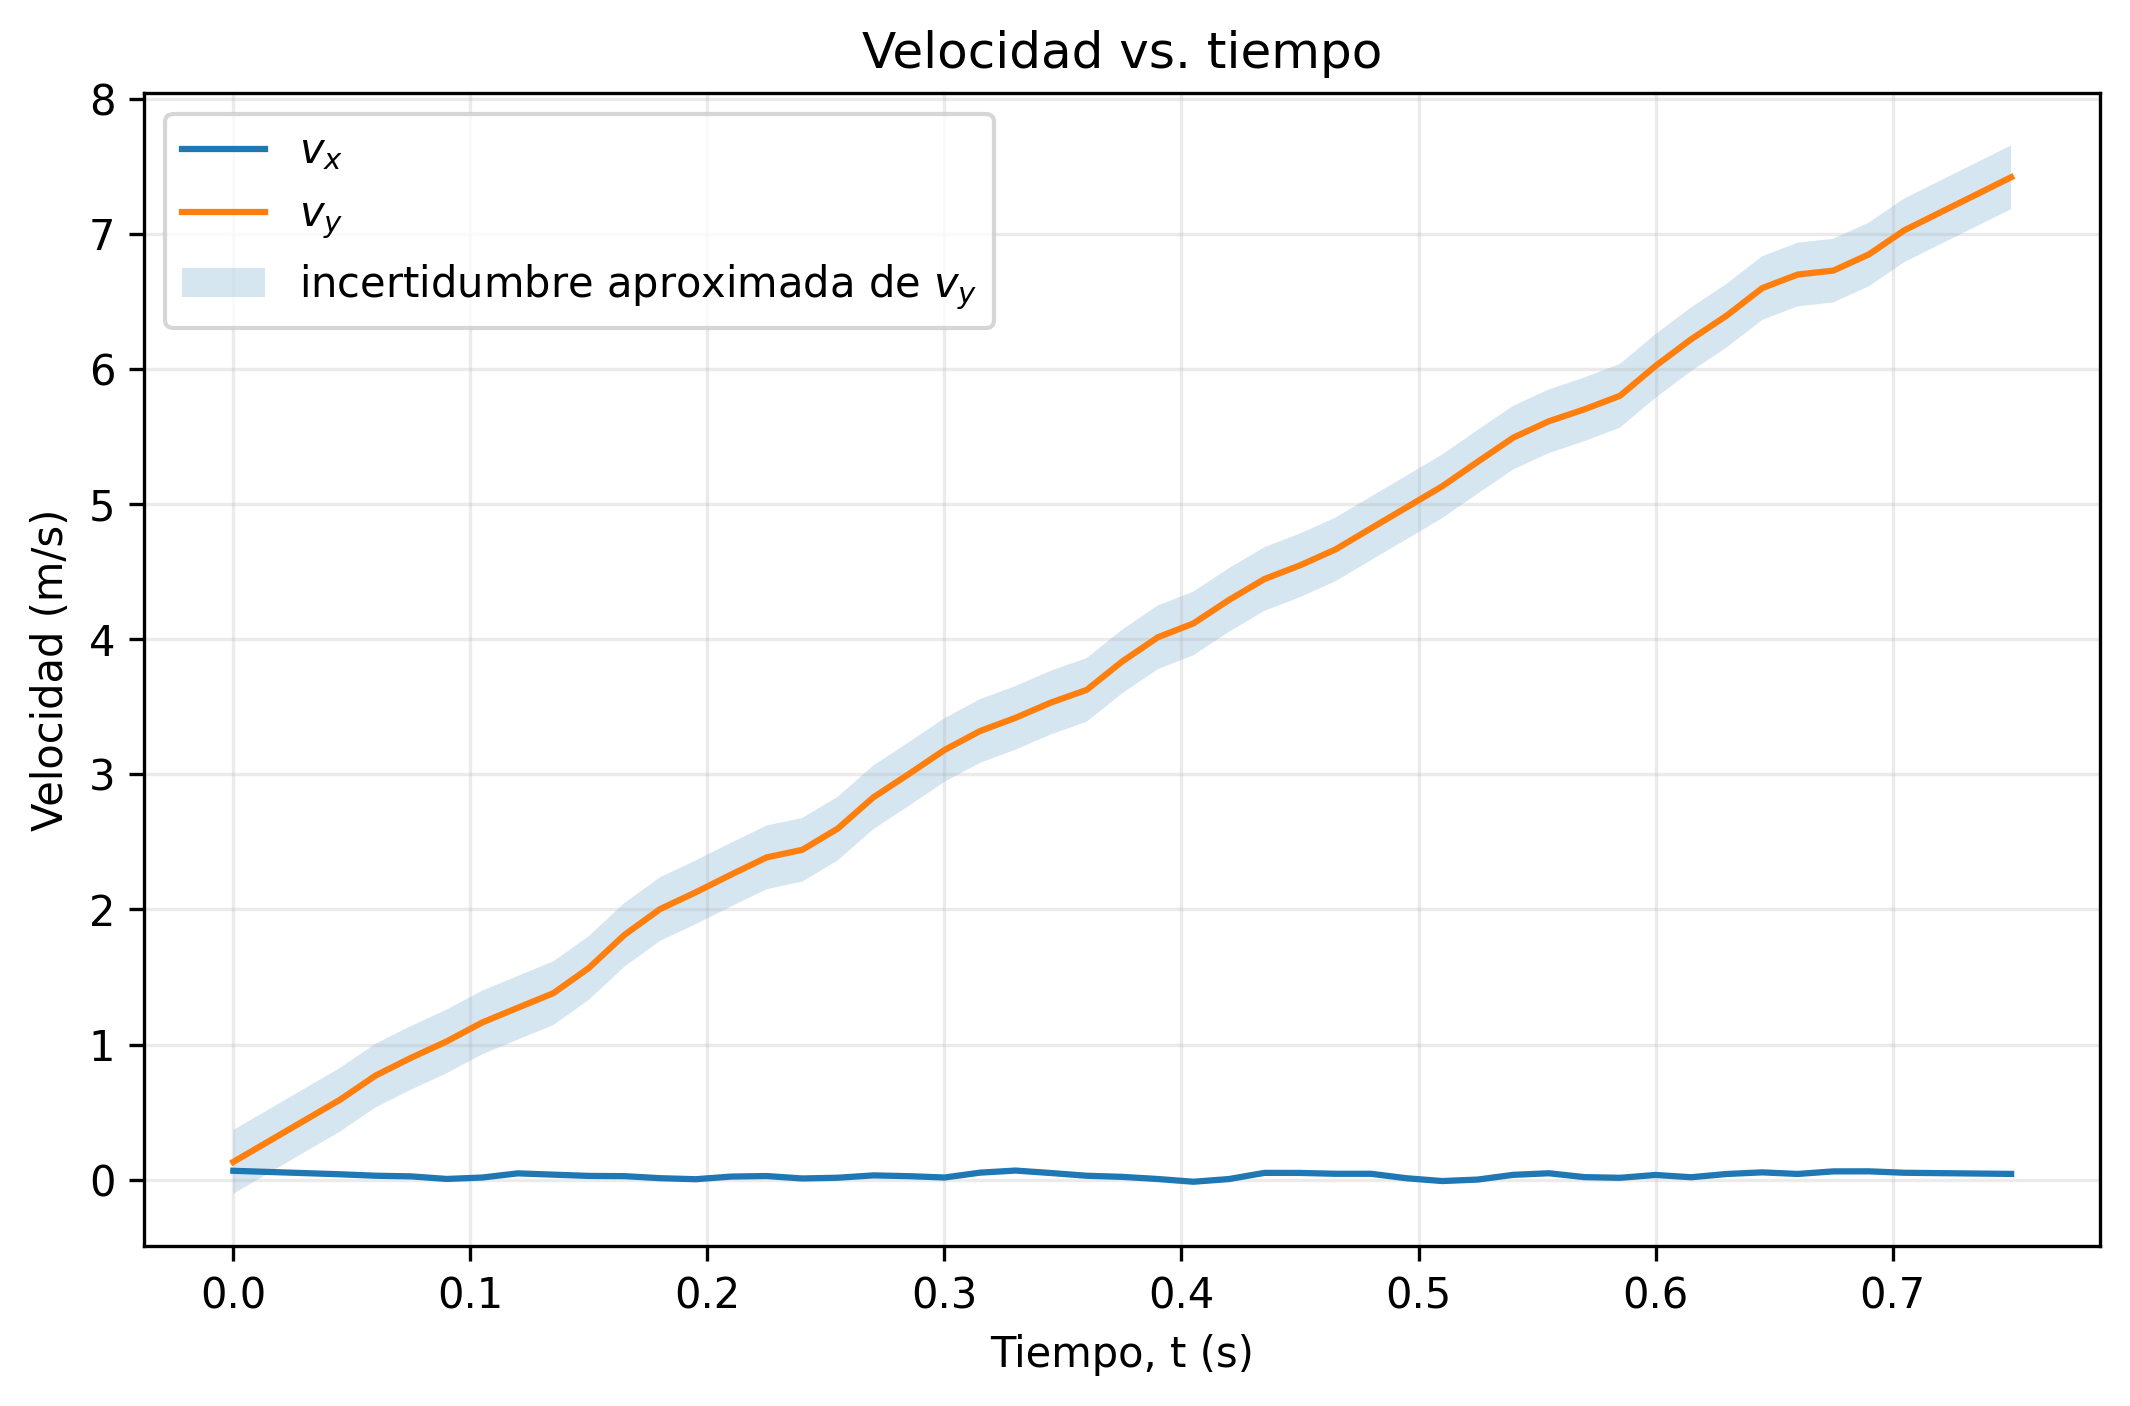 Velocidad vs. tiempo
v_x
v_y
incertidumbre aproximada de v_y
8
7
6
5
4
3
2
1
0
Velocidad (m/s)
0.0 0.1 0.2 0.3 0.4 0.5 0.6 0.7
Tiempo, t (s)